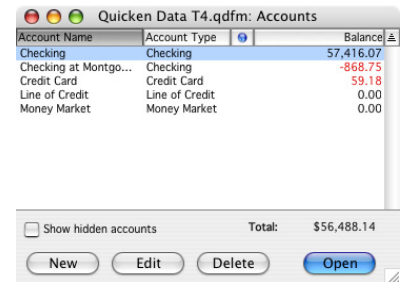 Quicken Data T4.qdfm: Accounts
Account Name Account Type Balance
Checking Checking 57,416.07
Checking at Montgo... Checking -868.75
Credit Card Credit Card 59.18
Line of Credit Line of Credit 0.00
Money Market Money Market 0.00
Show hidden accounts Total: $56,488.14
New Edit Delete Open